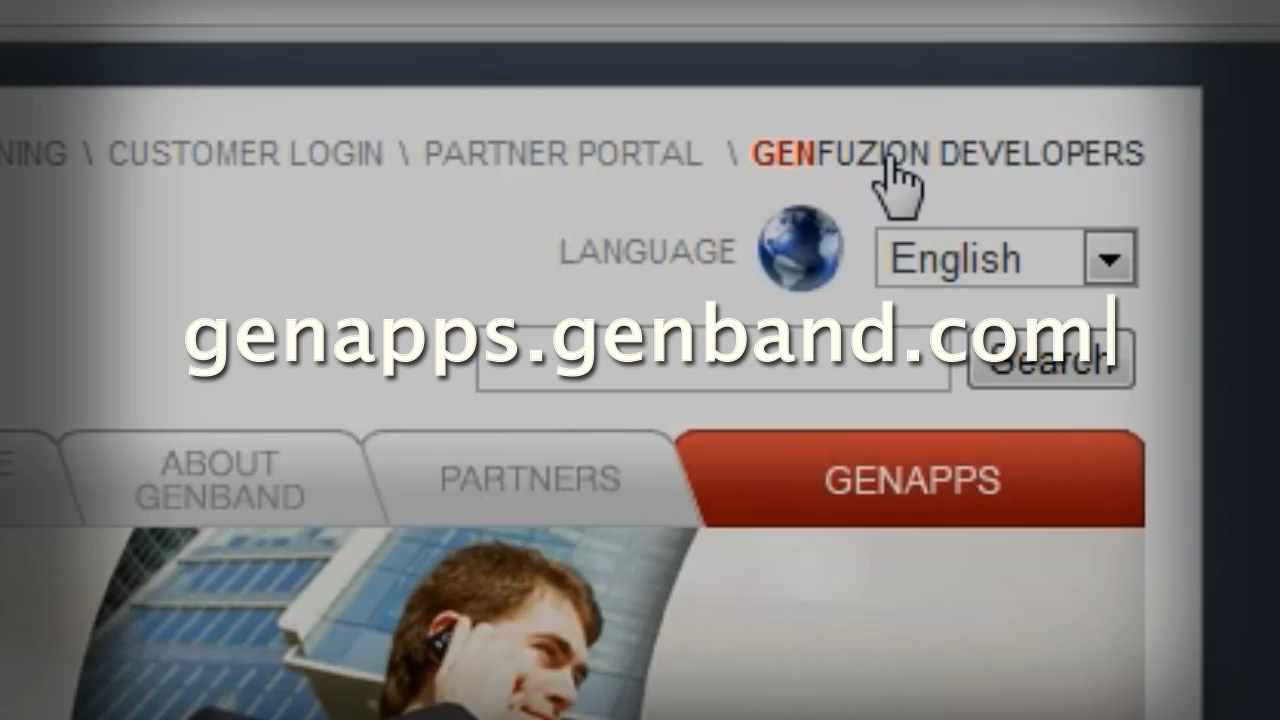 NING \ CUSTOMER LOGIN \ PARTNER PORTAL \ GENFUZION DEVELOPERS
LANGUAGE English
genapps.genband.com
Search
E
ABOUT GENBAND
PARTNERS
GENAPPS